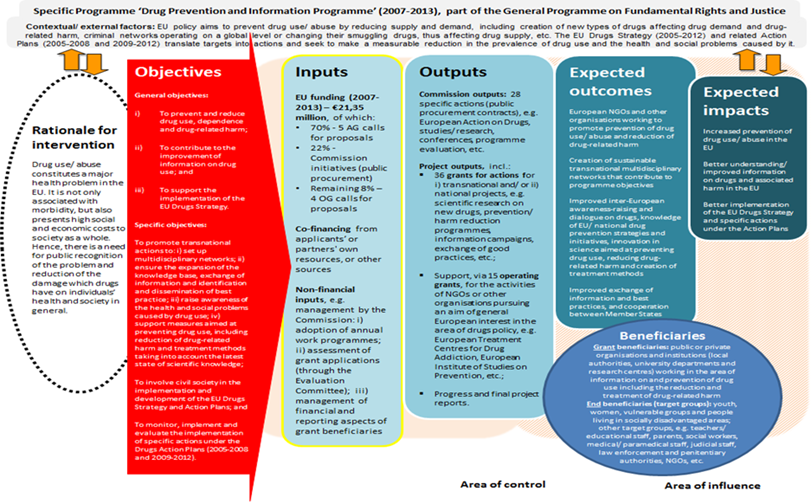 Specific Programme ‘Drug Prevention and Information Programme’ (2007-2013), part of the General Programme on Fundamental Rights and Justice
Contextual/ external factors: EU policy aims to prevent drug use/ abuse by reducing supply and demand, including creation of new types of drugs affecting drug demand and drug-
related harm, criminal networks operating on a global level or changing their smuggling drugs, thus affecting drug supply, etc. The EU Drugs Strategy (2005-2012) and related Action
Plans (2005-2008 and 2009-2012) translate targets into actions and seek to make a measurable reduction in the prevalence of drug use and the health and social problems caused by it.
Rationale for
intervention
Drug use/ abuse
constitutes a major
health problem in the
EU. It is not only
associated with
morbidity, but also
presents high social
and economic costs to
society as a whole.
Hence, there is a need
for public recognition
of the problem and
reduction of the
damage which drugs
have on individuals'
health and society in
general.
Objectives
General objectives:
i) To prevent and reduce
drug use, dependence
and drug-related harm;
ii) To contribute to the
improvement of
information on drug
use; and
iii) To support the
implementation of the
EU Drugs Strategy.
Specific objectives:
To promote transnational
actions to: i) set up
multidisciplinary networks; ii)
ensure the expansion of the
knowledge base, exchange of
information and identification
and dissemination of best
practice; iii) raise awareness of
the health and social problems
caused by drug use; iv)
support measures aimed at
preventing drug use, including
reduction of drug-related
harm and treatment methods
taking into account the latest
state of scientific knowledge;
To involve civil society in the
implementation and
development of the EU Drugs
Strategy and Action Plans; and
To monitor, implement and
evaluate the implementation
of specific actions under the
Drugs Action Plans (2005-2008
and 2009-2012).
Inputs
EU funding (2007-
2013) – €21,35
million, of which:
• 70% - 5 AG calls
for proposals
• 22% -
Commission
initiatives (public
procurement)
• Remaining 8% –
4 OG calls for
proposals
Co-financing from
applicants’ or
partners’ own
resources, or other
sources
Non-financial
inputs, e.g.
management by the
Commission: i)
adoption of annual
work programmes; ii)
assessment of
grant applications
(through the
Evaluation
Committee); iii)
management of
financial and
reporting aspects of
grant beneficiaries
Outputs
Commission outputs: 28
specific actions (public
procurement contracts), e.g.
European Action on Drugs,
studies/ research,
conferences, programme
evaluation, etc.
Project outputs, incl.:
• 36 grants for actions for
i) transnational and/ or ii)
national projects, e.g.
scientific research on
new drugs, prevention/
harm reduction
programmes,
information campaigns,
exchange of good
practices, etc.;
• Support, via 15 operating
grants, for the activities
of NGOs or other
organisations pursuing
an aim of general
European interest in the
area of drugs policy, e.g.
European Treatment
Centres for Drug
Addiction, European
Institute of Studies on
Prevention, etc.;
• Progress and final project
reports.
Expected
outcomes
European NGOs and other
organisations working to
promote prevention of drug
use/ abuse and reduction of
drug-related harm
Creation of sustainable
transnational multidisciplinary
networks that contribute to
programme objectives
Improved inter-European
awareness-raising and
dialogue on drugs, knowledge
of EU/ national drug
prevention strategies and
initiatives, innovation in
science aimed at preventing
drug use, reducing drug-
related harm and creation of
treatment methods
Improved exchange of
information and best
practices, and cooperation
between Member States
Expected
impacts
Increased prevention of
drug use/ abuse in the
EU
Better understanding/
improved information
on drugs and associated
harm in the EU
Better implementation
of the EU Drugs Strategy
and specific actions
under the Action Plans
Beneficiaries
Grant beneficiaries: public or private
organisations and institutions (local
authorities, university departments and
research centres) working in the area of
information on and prevention of drug
use including the reduction and
treatment of drug-related harm
End beneficiaries (target groups): youth,
women, vulnerable groups and people
living in socially disadvantaged areas;
other target groups, e.g. teachers/
educational staff, parents, social workers,
medical/ paramedical staff, judicial staff,
law enforcement and penitentiary
authorities, NGOs, etc.
Area of control
Area of influence